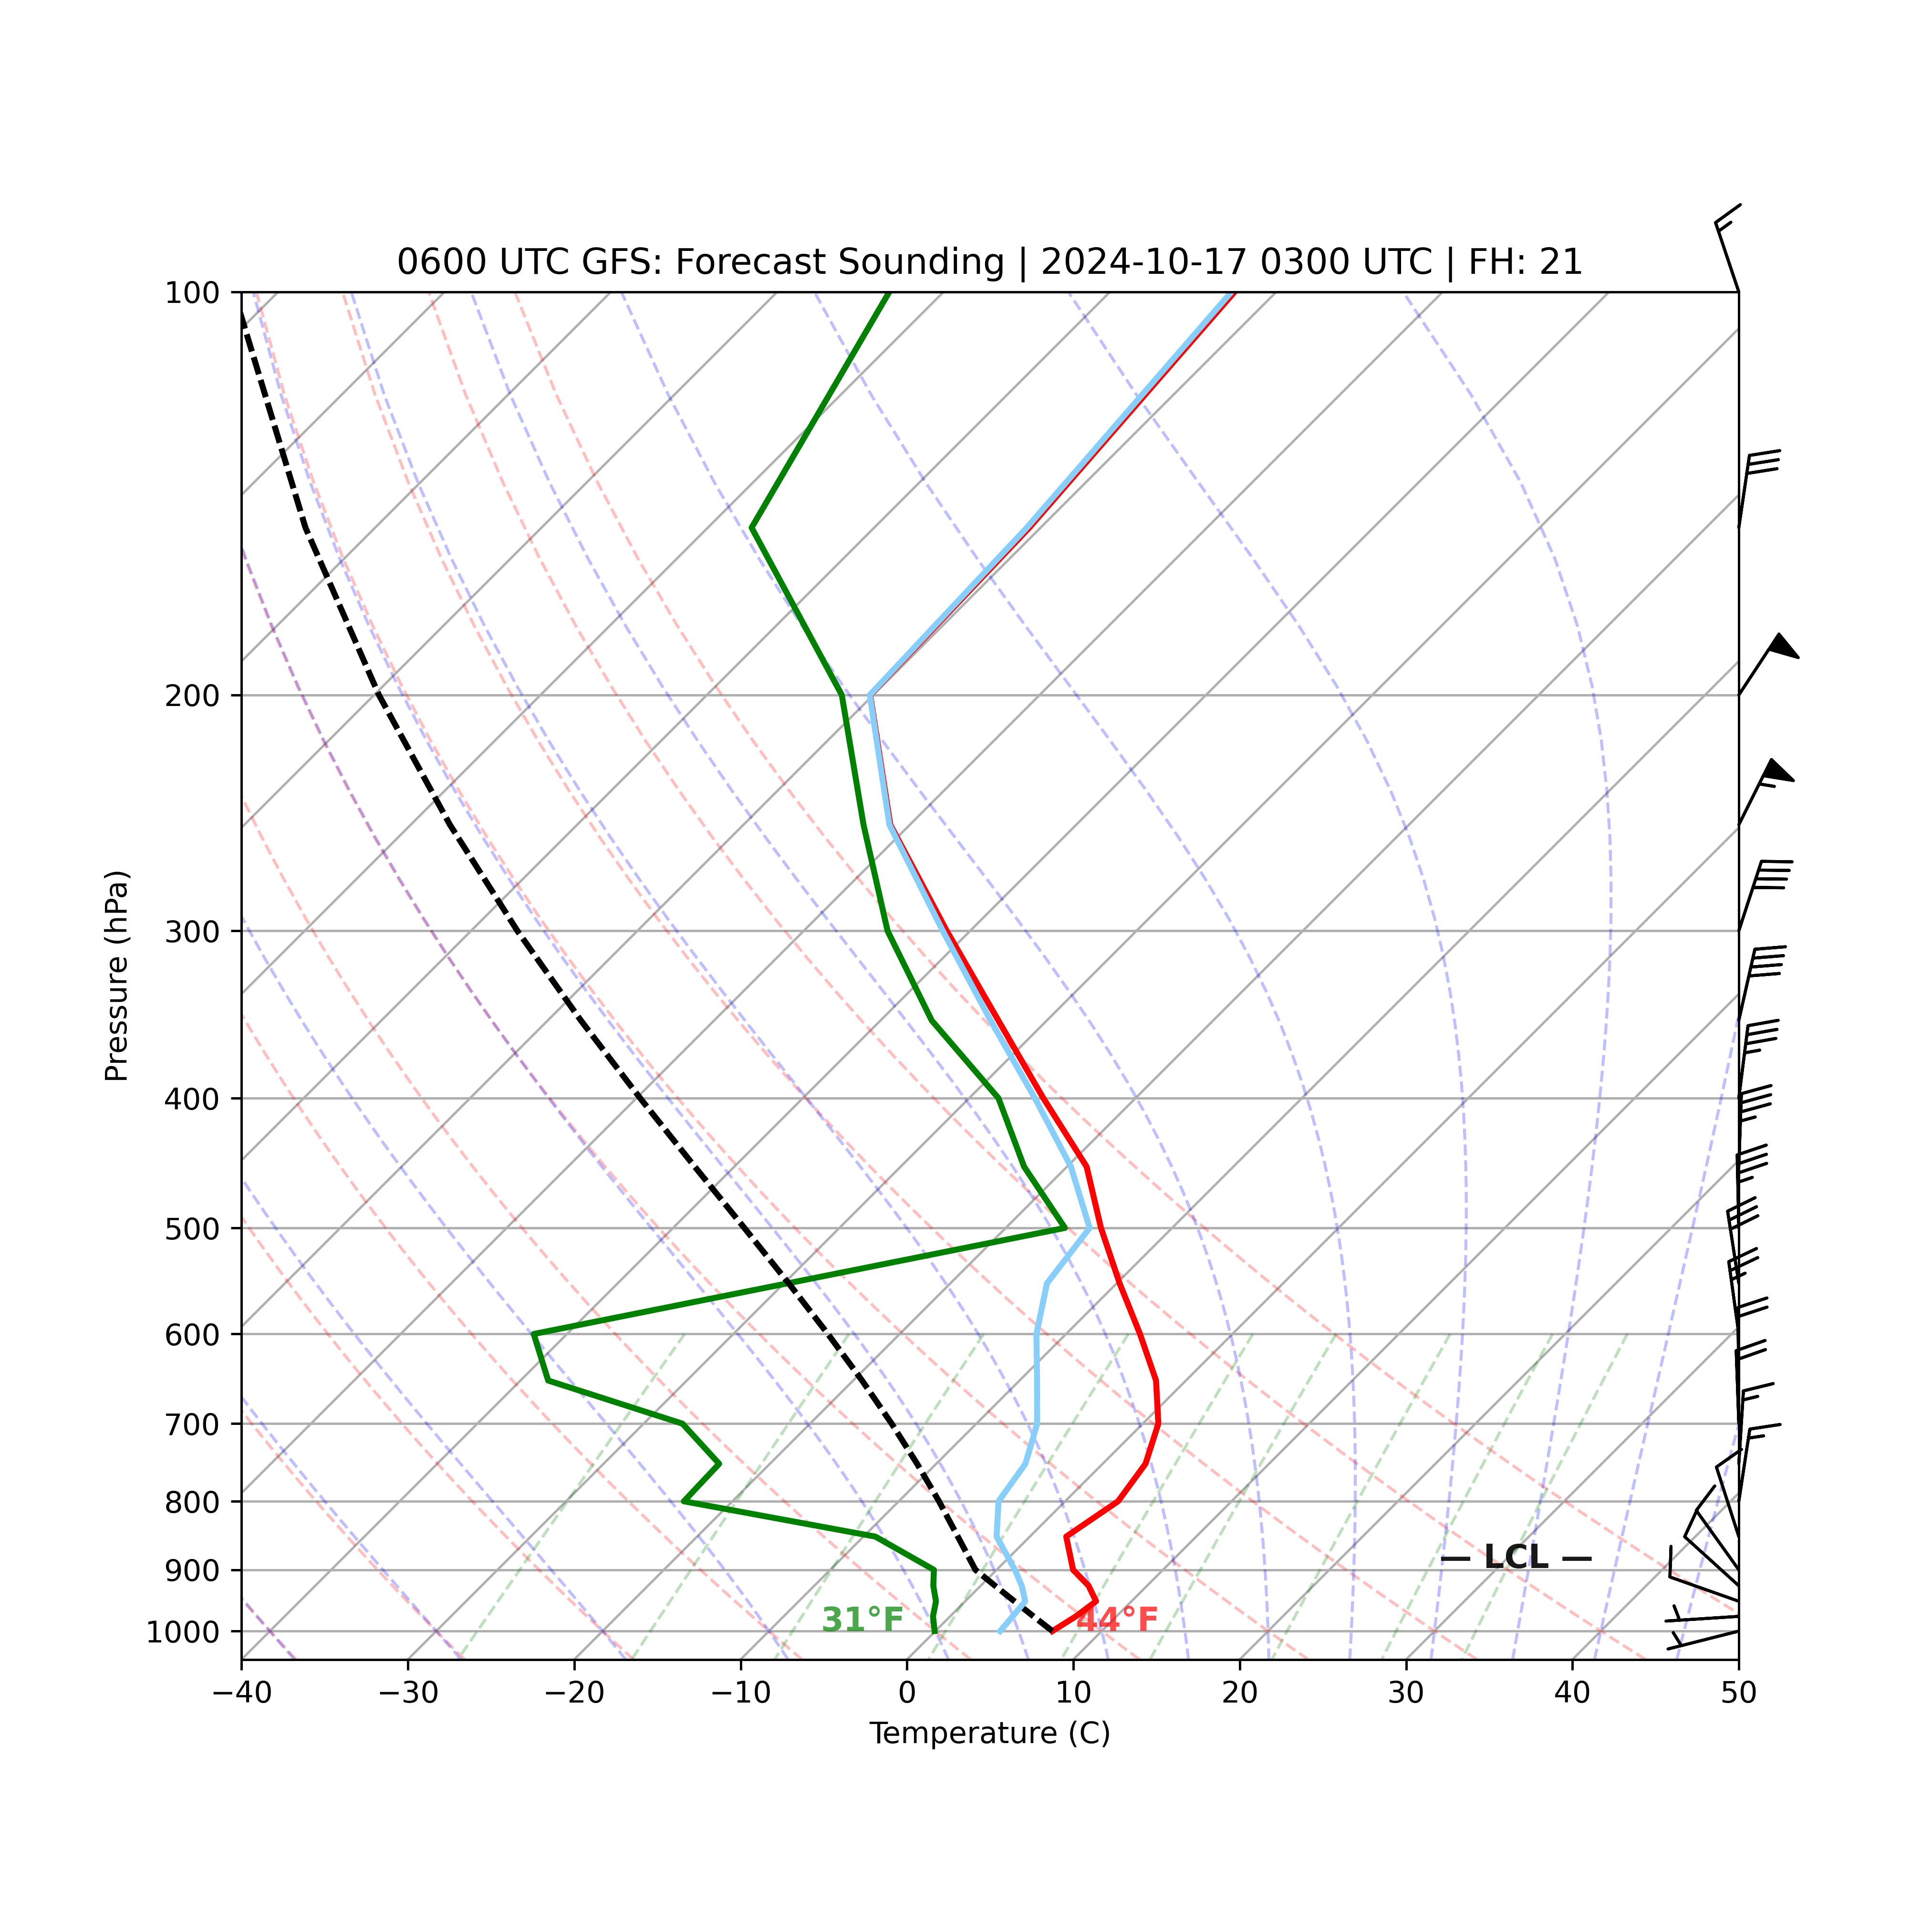 0600 UTC GFS: Forecast Sounding | 2024-10-17 0300 UTC | FH: 21
100
200
300
400
500
600
700
800
900
1000
Pressure (hPa)
— LCL —
31°F
44°F
−40 −30 −20 −10 0 10 20 30 40 50
Temperature (C)